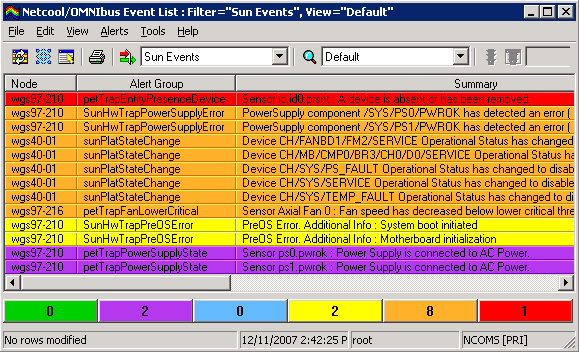 Netcool/OMNIbus Event List : Filter="Sun Events", View="Default"
File Edit View Alerts Tools Help
Sun Events Default
Node Alert Group Summary
wgs97-210 petTrapEntityPresenceDevice Sensor io.id0.prsnt : A device is absent or has been removed.
wgs97-210 SunHwTrapPowerSupplyError PowerSupply component /SYS/PS0/PWROK has detected an error (
wgs97-210 SunHwTrapPowerSupplyError PowerSupply component /SYS/PS1/PWROK has detected an error (
wgs40-01 sunPlatStateChange Device CH/FANBD1/FM2/SERVICE Operational Status has changed
wgs40-01 sunPlatStateChange Device CH/MB/CMP0/BR3/CH0/D0/SERVICE Operational Status ha
wgs40-01 sunPlatStateChange Device CH/SYS/PS_FAULT Operational Status has changed to disab
wgs40-01 sunPlatStateChange Device CH/SYS/SERVICE Operational Status has changed to disable
wgs40-01 sunPlatStateChange Device CH/SYS/TEMP_FAULT Operational Status has changed to dis
wgs97-216 petTrapFanLowerCritical Sensor Axial Fan 0 : Fan speed has decreased below lower critical thre
wgs97-210 SunHwTrapPreOSError PreOS Error. Additional Info : System boot initiated
wgs97-210 SunHwTrapPreOSError PreOS Error. Additional Info : Motherboard initialization
wgs97-210 petTrapPowerSupplyState Sensor ps0.pwrok : Power Supply is connected to AC Power.
wgs97-210 petTrapPowerSupplyState Sensor ps1.pwrok : Power Supply is connected to AC Power.
0 2 0 2 8 1
No rows modified 12/11/2007 2:42:25 P root NCOMS [PRI]